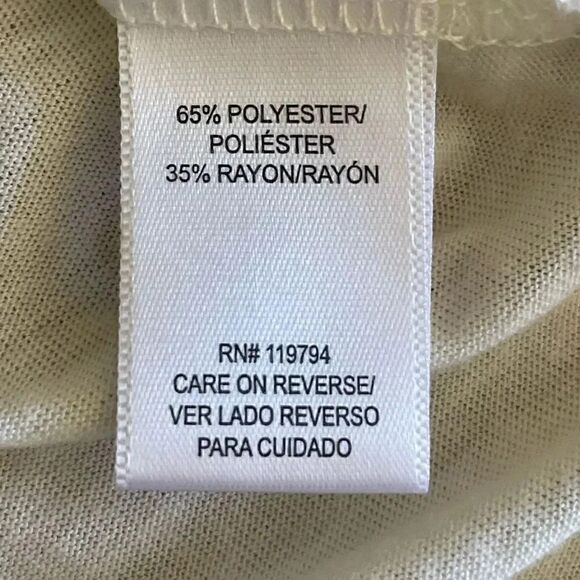 65% POLYESTER/
POLIÉSTER
35% RAYON/RAYÓN
RN# 119794
CARE ON REVERSE/
VER LADO REVERSO
PARA CUIDADO